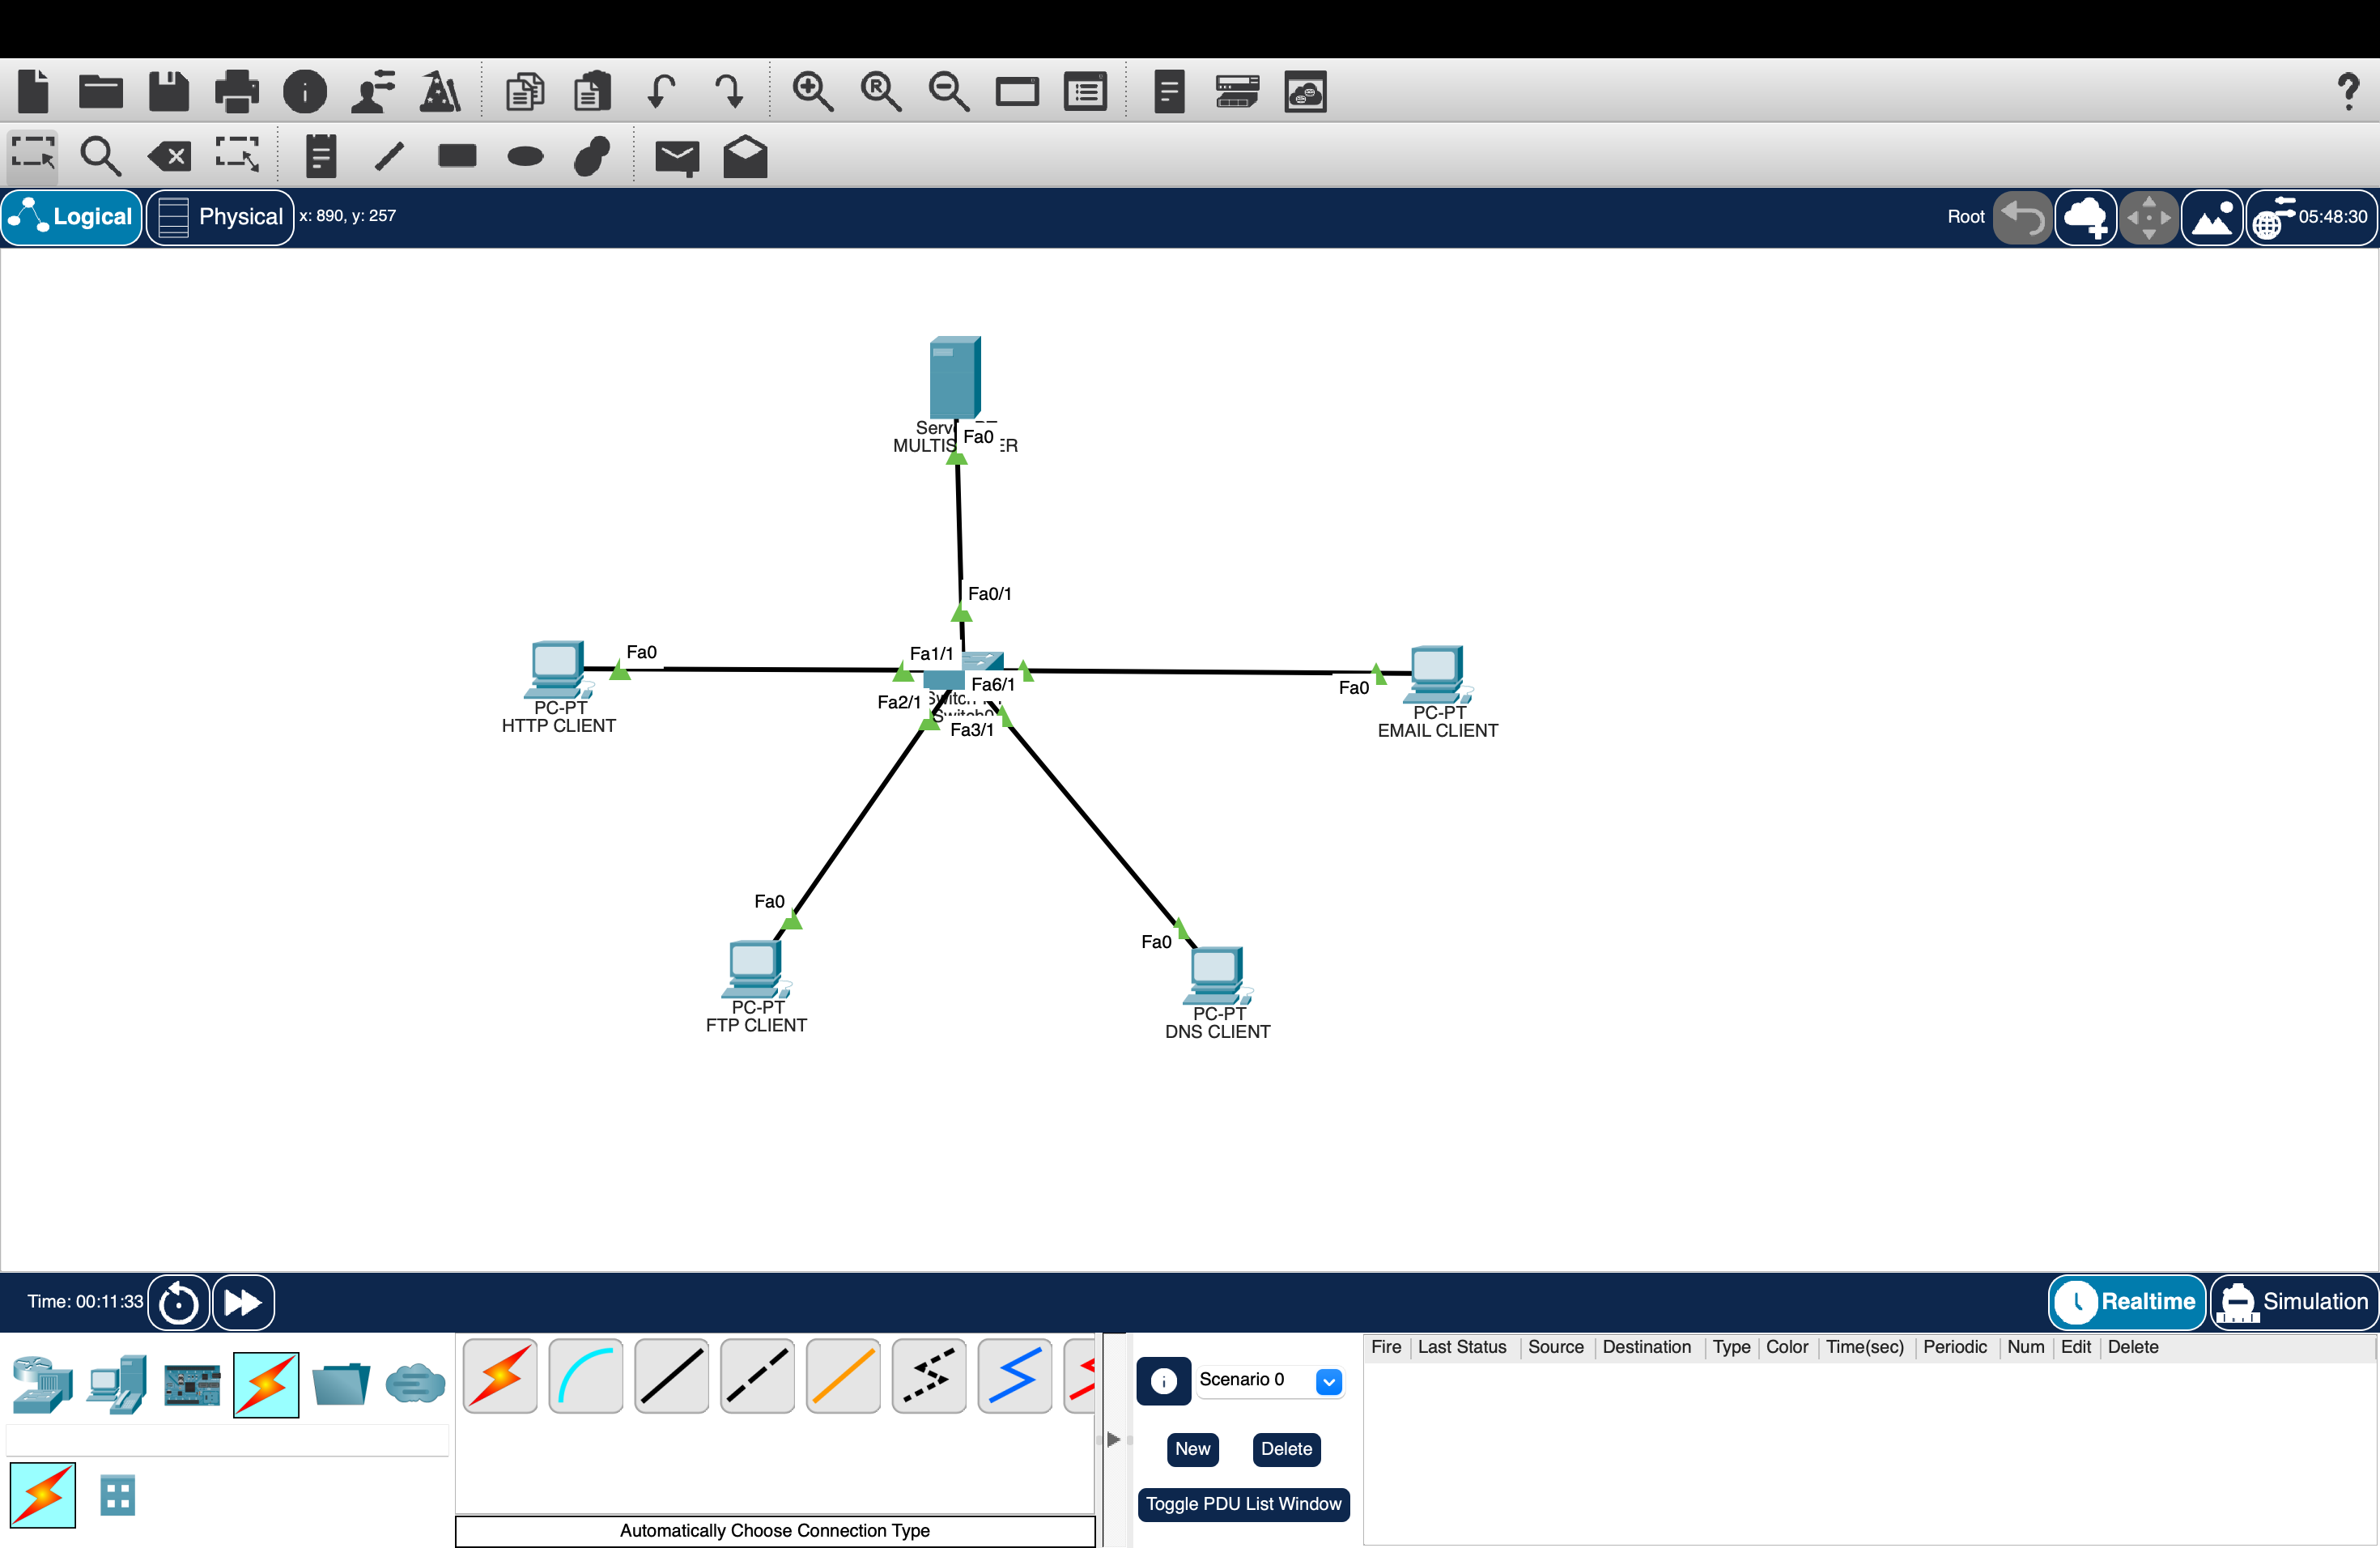 Logical
Physical
x: 890, y: 257
Root
05:48:30
Fa0
MULTIS ER
Fa0/1
Fa0
Fa1/1
Fa6/1
Fa2/1
Fa3/1
Fa0
PC-PT
HTTP CLIENT
PC-PT
EMAIL CLIENT
Fa0
Fa0
PC-PT
FTP CLIENT
PC-PT
DNS CLIENT
Time: 00:11:33
Realtime
Simulation
Fire Last Status Source Destination Type Color Time(sec) Periodic Num Edit Delete
Scenario 0
New Delete
Toggle PDU List Window
Automatically Choose Connection Type